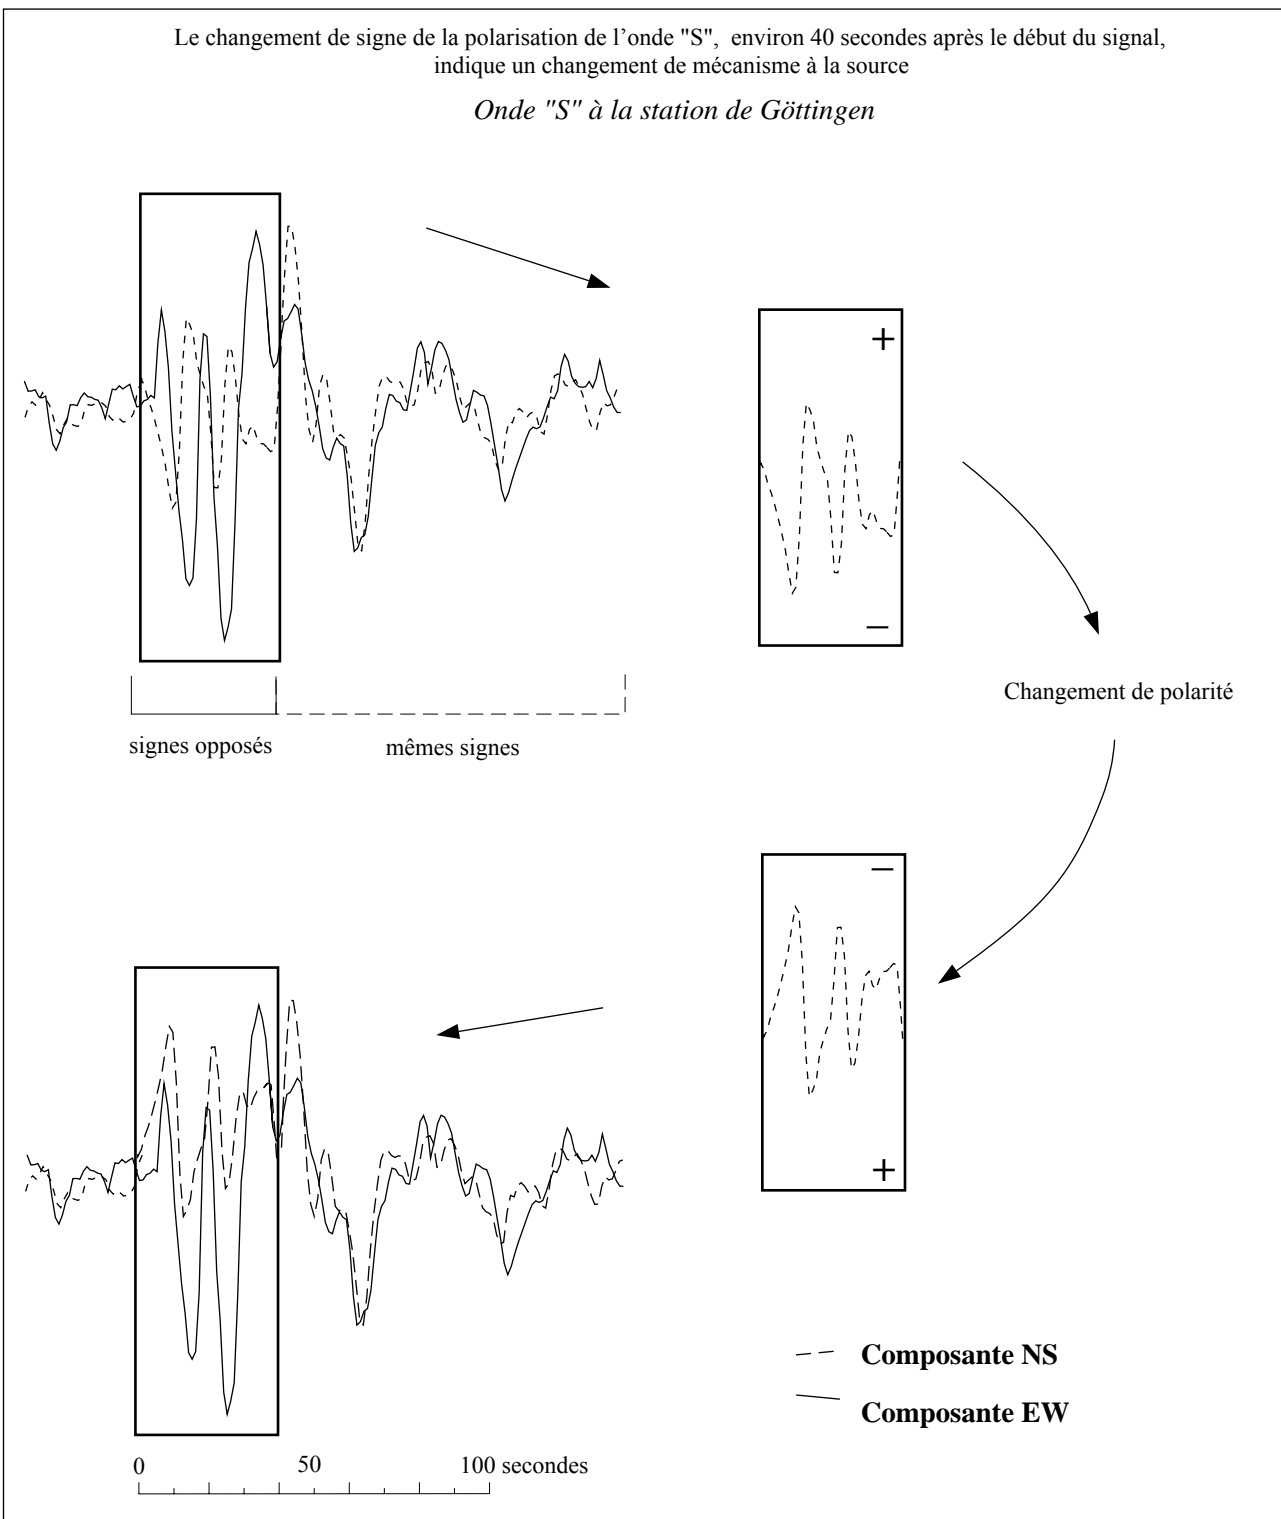 Le changement de signe de la polarisation de l’onde "S", environ 40 secondes après le début du signal,
indique un changement de mécanisme à la source
Onde "S" à la station de Göttingen
+
−
signes opposés
mêmes signes
Changement de polarité
−
+
Composante NS
Composante EW
0 50 100 secondes